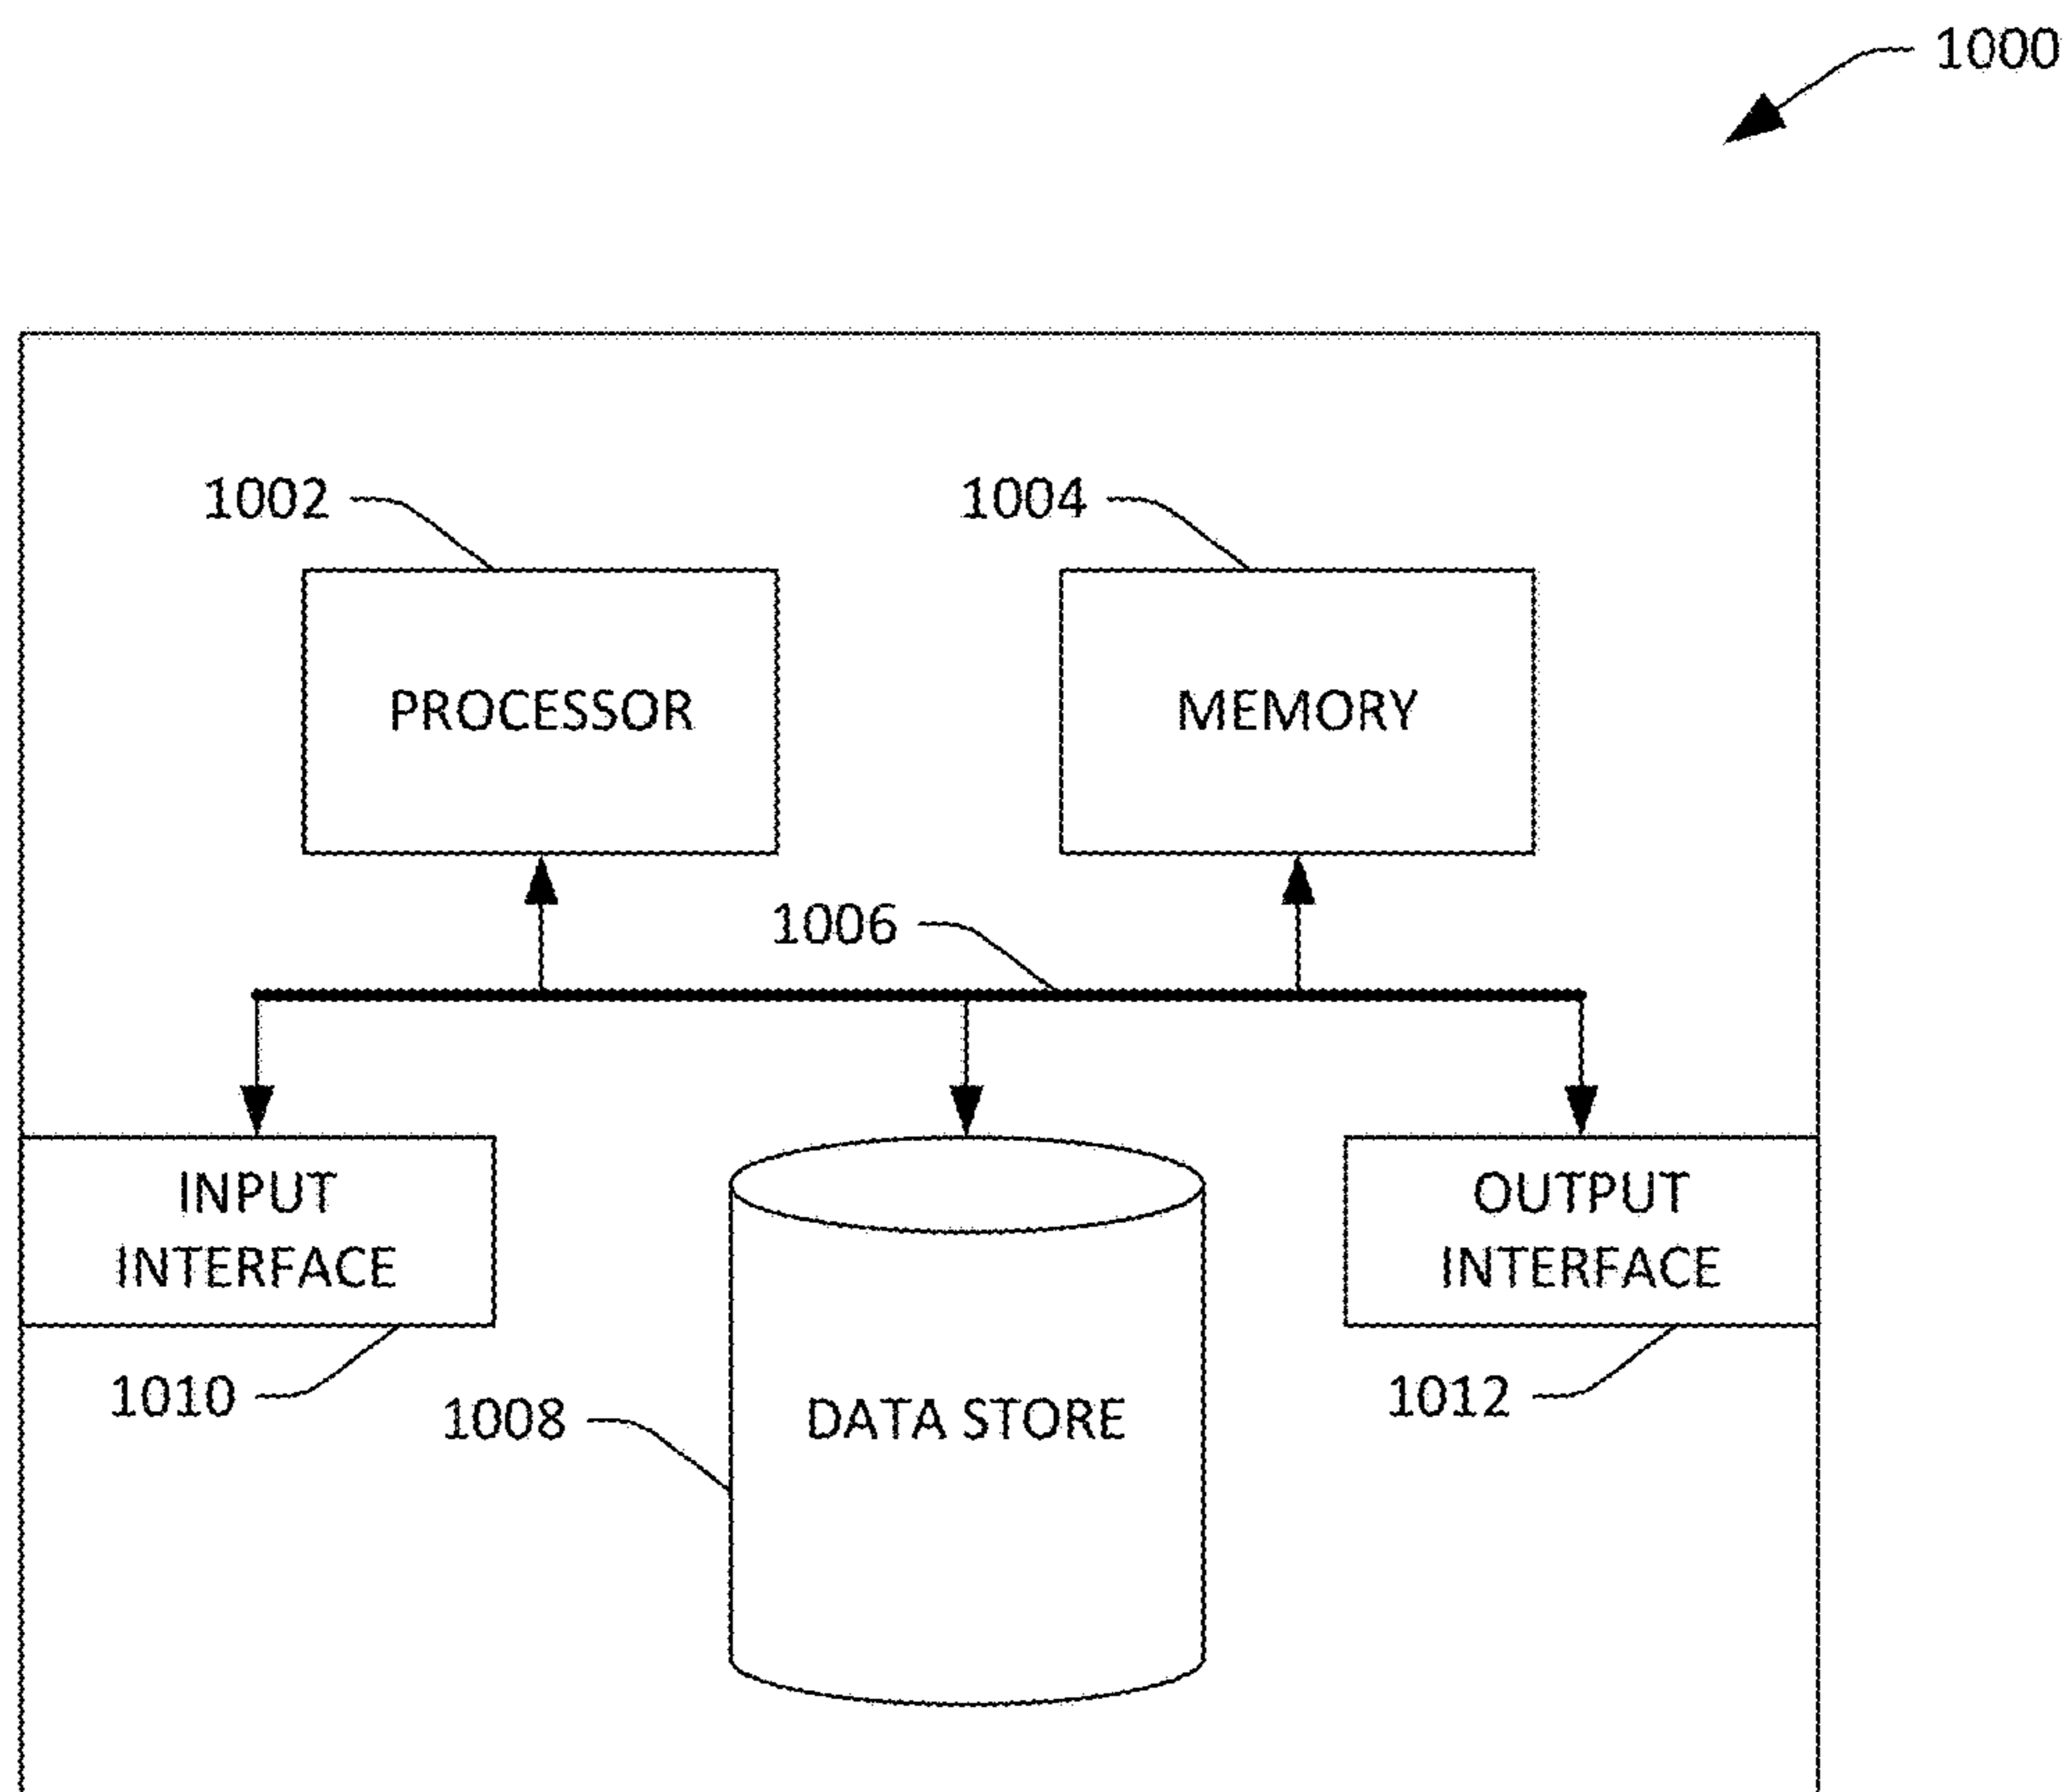 1000
1002
1004
PROCESSOR
MEMORY
1006
INPUT
INTERFACE
OUTPUT
INTERFACE
1010
1008
DATA STORE
1012